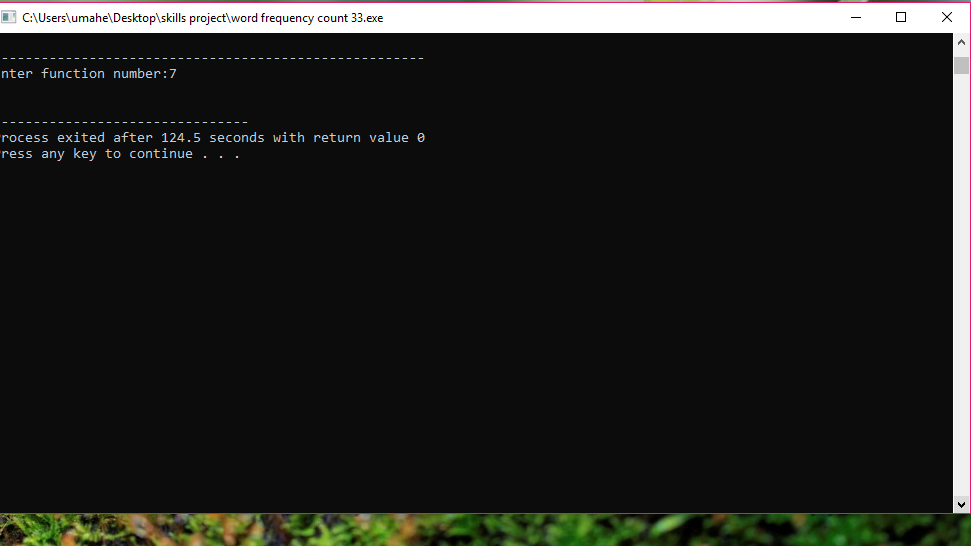 C:\Users\umahe\Desktop\skills project\word frequency count 33.exe
-----------------------------------------------------
nter function number:7
-------------------------------
rocess exited after 124.5 seconds with return value 0
ress any key to continue . . .